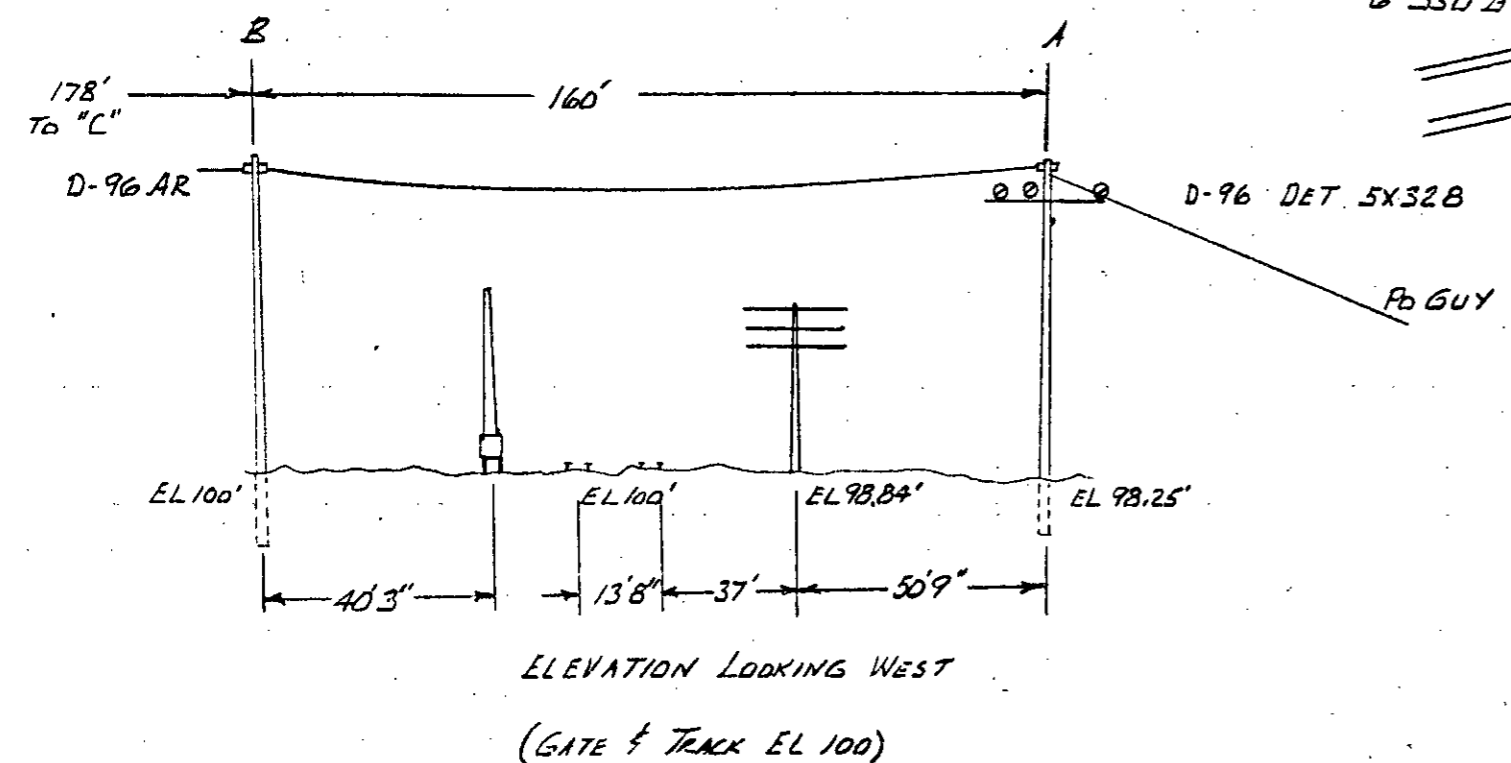 B
A
178'
TO "C"
160'
D-96 AR
D-96 DET. 5X32B
PO GUY
EL 100'
EL 100'
EL 98.84'
EL 98.25'
40'3"
13'8"
37'
50'9"
ELEVATION LOOKING WEST
(GATE & TRACK EL 100)